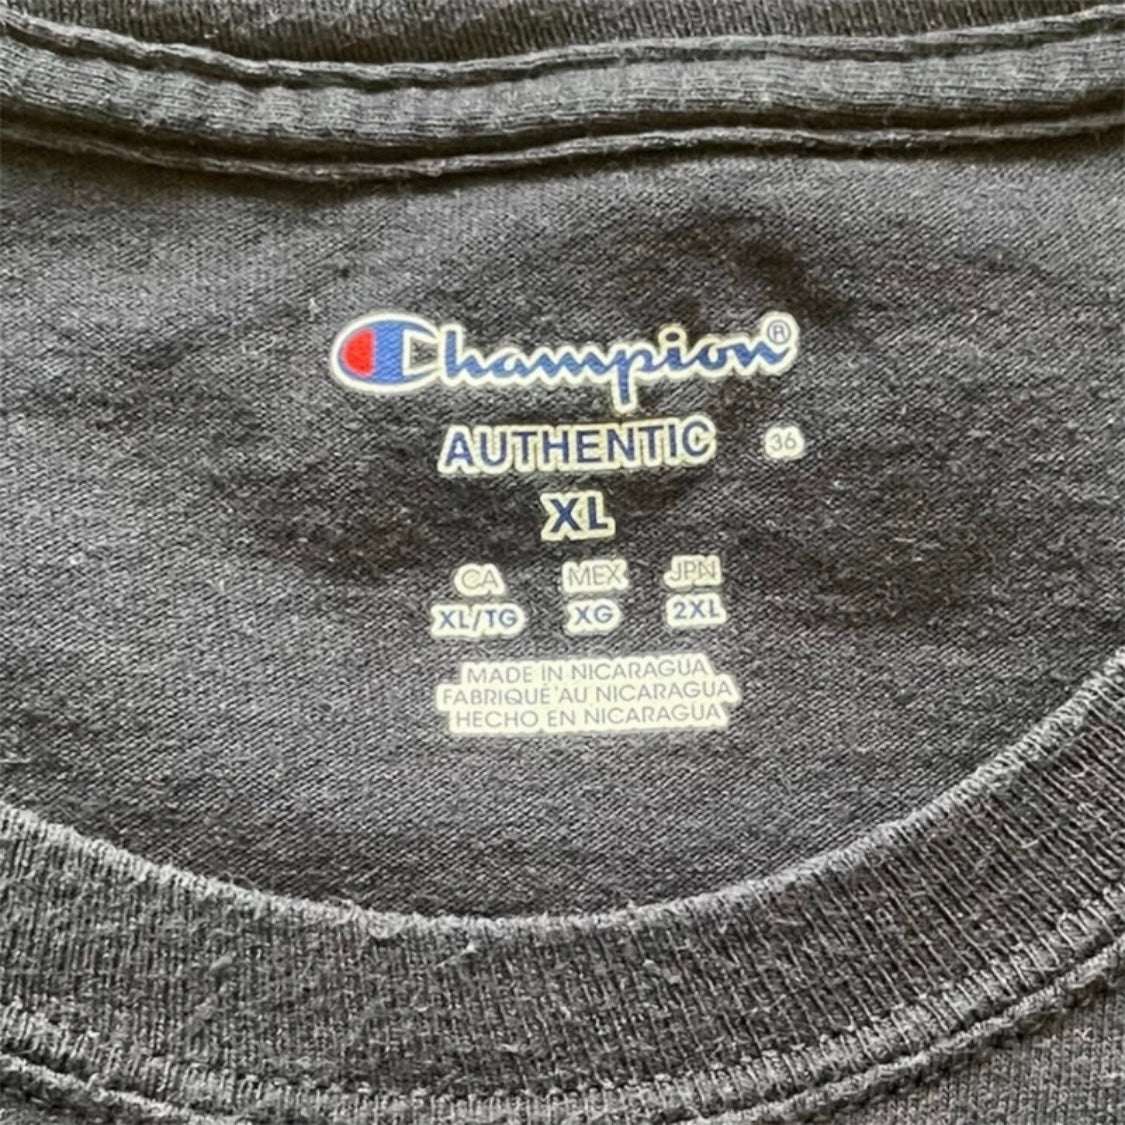 Champion®
AUTHENTIC 36
XL
CA MEX JPN
XL/TG XG 2XL
MADE IN NICARAGUA
FABRIQUÉ AU NICARAGUA
HECHO EN NICARAGUA